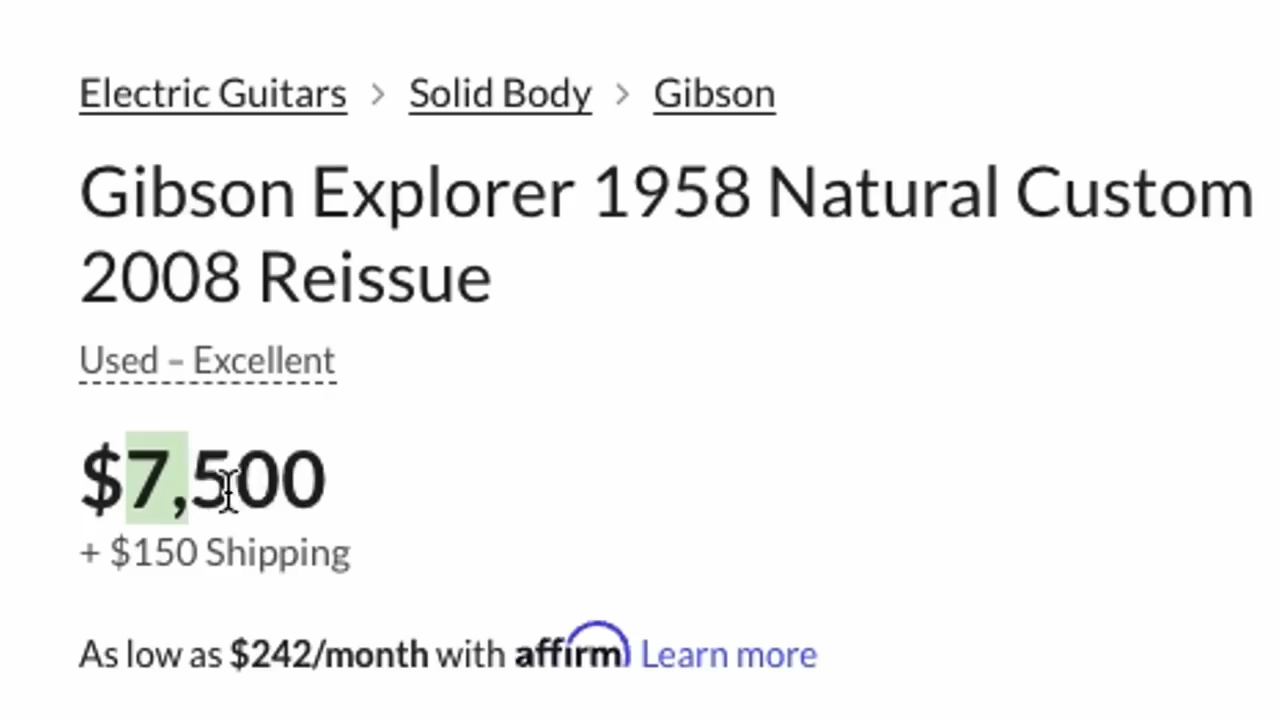 Electric Guitars > Solid Body > Gibson
Gibson Explorer 1958 Natural Custom
2008 Reissue
Used – Excellent
$7,500
+ $150 Shipping
As low as $242/month with affirm Learn more